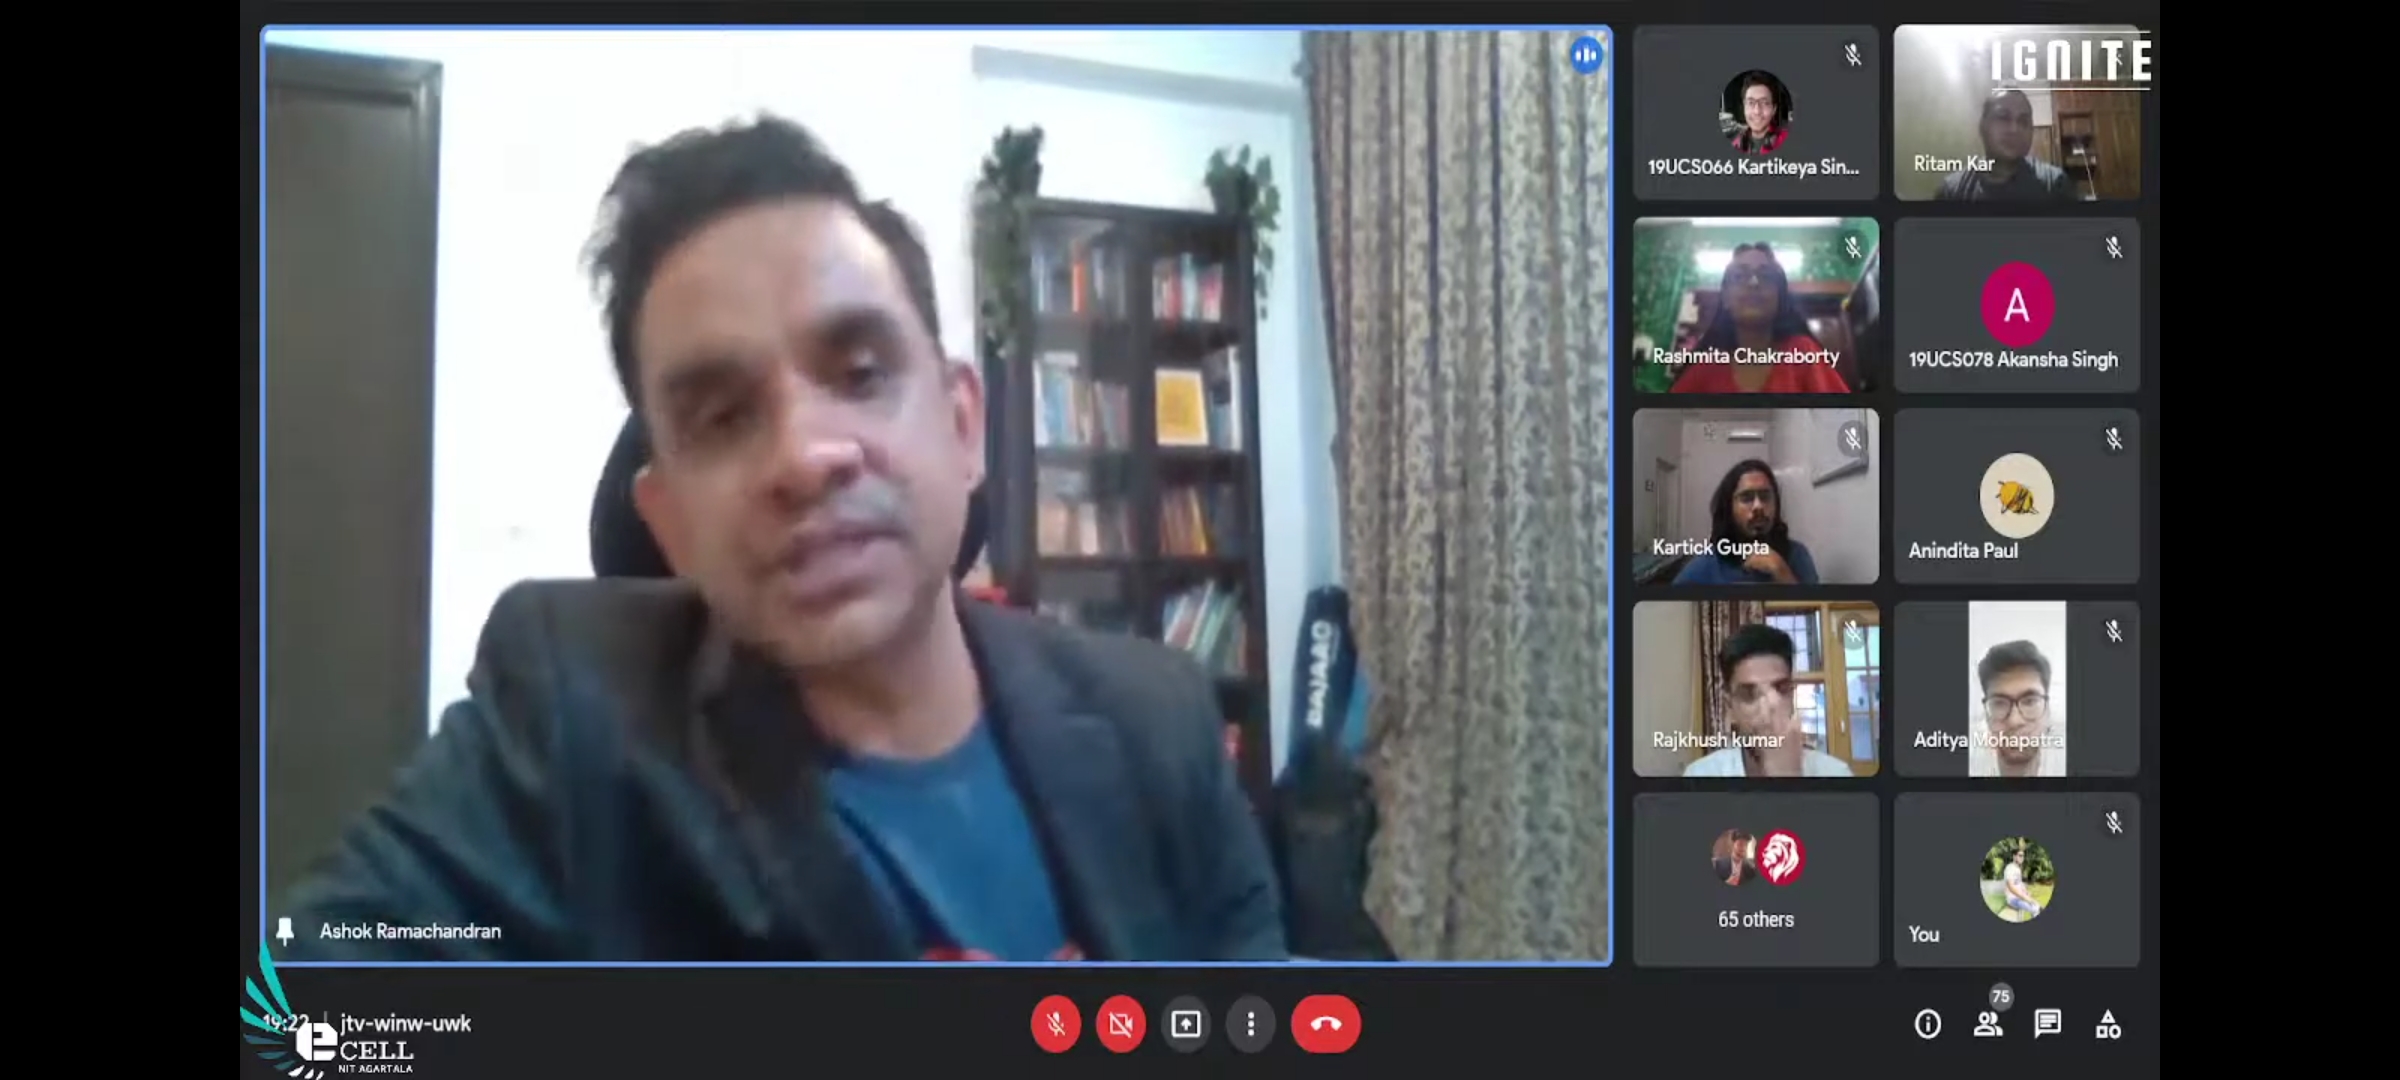 IGNITE
19UCS066 Kartikeya Sin...
Ritam Kar
Rashmita Chakraborty
A
19UCS078 Akansha Singh
Kartick Gupta
Anindita Paul
BAJAAO
Rajkhush kumar
Aditya Mohapatra
65 others
You
Ashok Ramachandran
19:22 | jtv-winw-uwk
75
e CELL
NIT AGARTALA